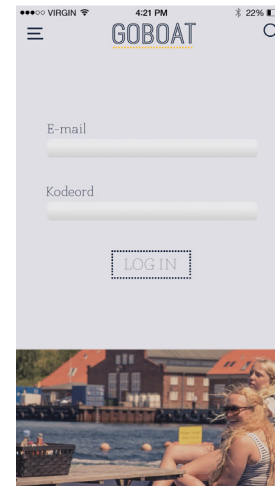 VIRGIN 4:21 PM 22%
GOBOAT
E-mail
Kodeord
LOG IN